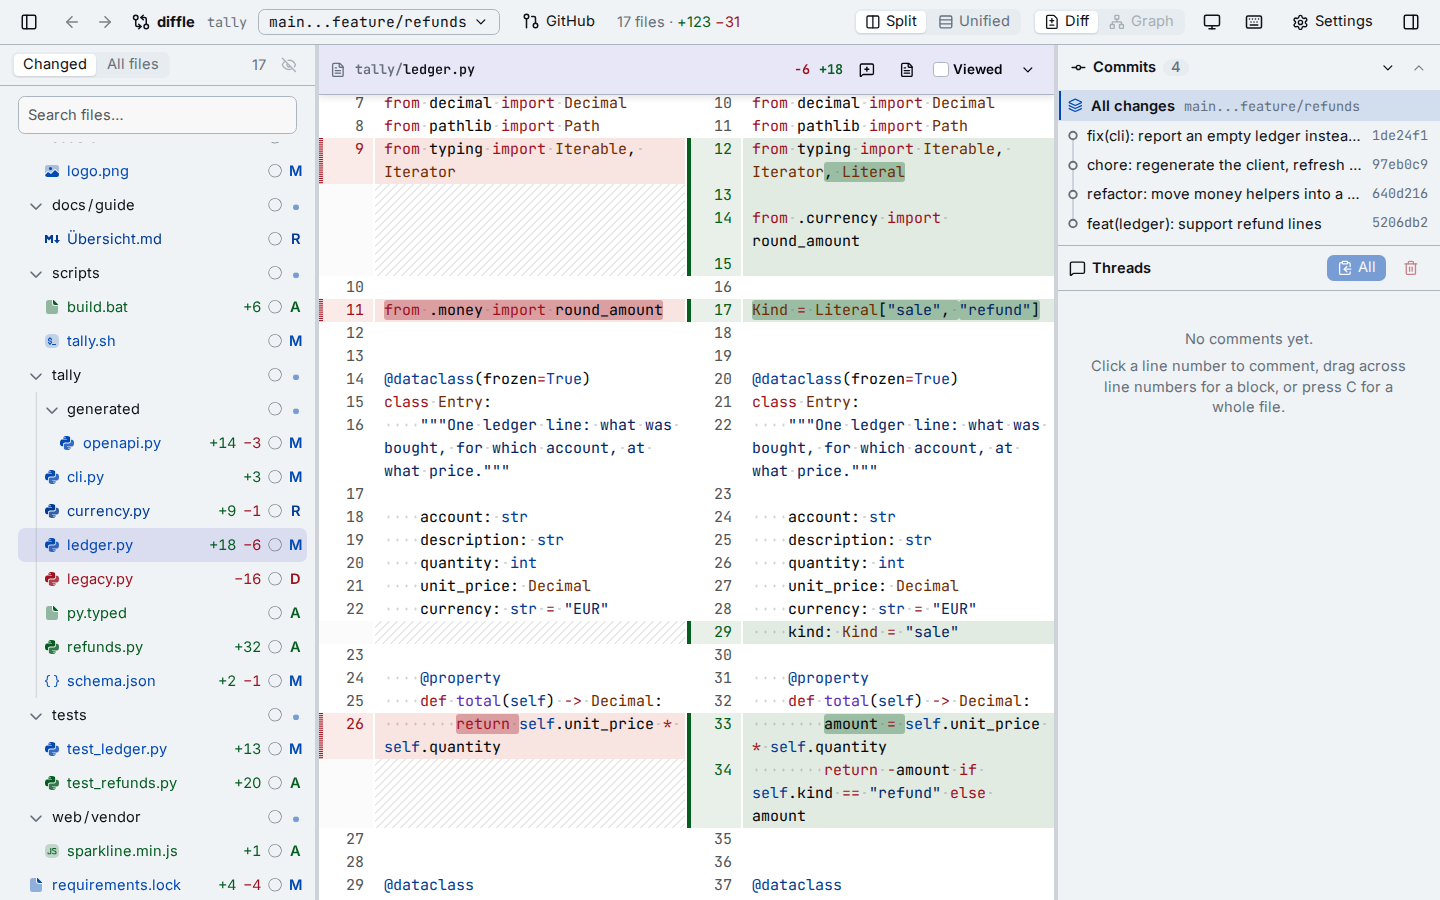 diffle tally main...feature/refunds GitHub 17 files · +123 −31 Split Unified Diff Graph Settings
Changed All files 17
Search files...
logo.png M
docs/guide
Übersicht.md R
scripts
build.bat +6 A
tally.sh M
tally
generated
openapi.py +14 −3 M
cli.py +3 M
currency.py +9 −1 R
ledger.py +18 −6 M
legacy.py −16 D
py.typed A
refunds.py +32 A
schema.json +2 −1 M
tests
test_ledger.py +13 M
test_refunds.py +20 A
web/vendor
sparkline.min.js +1 A
requirements.lock +4 −4 M
tally/ledger.py -6 +18 Viewed
7 from decimal import Decimal
8 from pathlib import Path
9 from typing import Iterable,
Iterator
10
11 from .money import round_amount
12
13
14 @dataclass(frozen=True)
15 class Entry:
16 """One ledger line: what was
bought, for which account, at
what price."""
17
18 account: str
19 description: str
20 quantity: int
21 unit_price: Decimal
22 currency: str = "EUR"
23
24 @property
25 def total(self) -> Decimal:
26 return self.unit_price *
self.quantity
27
28
29 @dataclass
10 from decimal import Decimal
11 from pathlib import Path
12 from typing import Iterable,
Iterator, Literal
13
14 from .currency import
round_amount
15
16
17 Kind = Literal["sale", "refund"]
18
19
20 @dataclass(frozen=True)
21 class Entry:
22 """One ledger line: what was
bought, for which account, at
what price."""
23
24 account: str
25 description: str
26 quantity: int
27 unit_price: Decimal
28 currency: str = "EUR"
29 kind: Kind = "sale"
30
31 @property
32 def total(self) -> Decimal:
33 amount = self.unit_price
* self.quantity
34 return -amount if
self.kind == "refund" else
amount
35
36
37 @dataclass
Commits 4
All changes main...feature/refunds
fix(cli): report an empty ledger instea... 1de24f1
chore: regenerate the client, refresh ... 97eb0c9
refactor: move money helpers into a ... 640d216
feat(ledger): support refund lines 5206db2
Threads All
No comments yet.
Click a line number to comment, drag across
line numbers for a block, or press C for a
whole file.